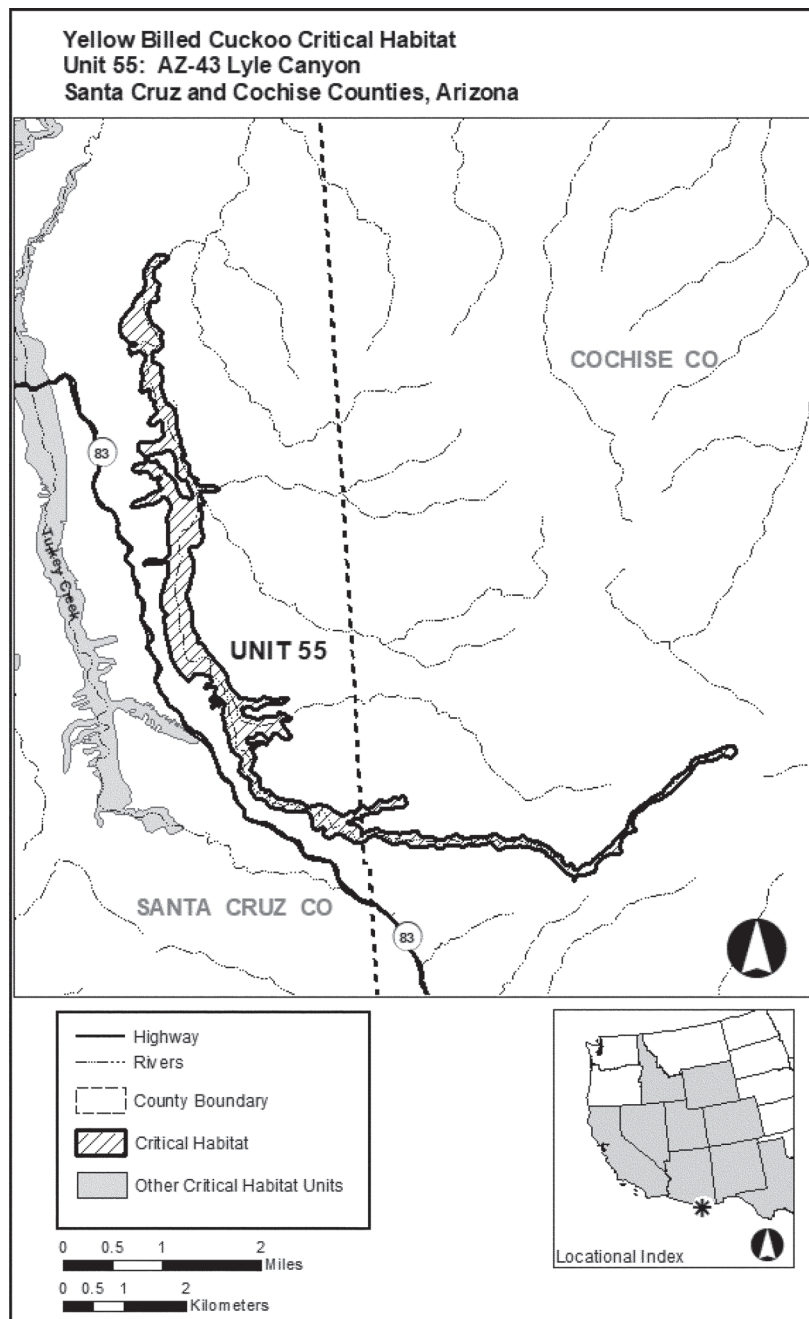 Yellow Billed Cuckoo Critical Habitat
Unit 55: AZ-43 Lyle Canyon
Santa Cruz and Cochise Counties, Arizona
COCHISE CO
83
Turkey Creek
UNIT 55
SANTA CRUZ CO
83
Highway
Rivers
County Boundary
Critical Habitat
Other Critical Habitat Units
0 0.5 1 2
Miles
0 0.5 1 2
Kilometers
Locational Index